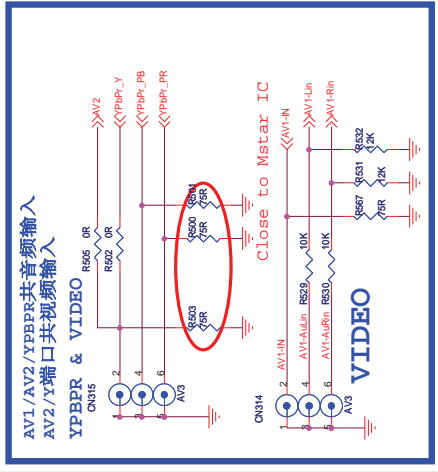 AV1/AV2/YPBPR共音频输入
AV2/Y端口共视频输入
YPBPR & VIDEO
AV2
YPbPr_Y
YPbPr_PB
YPbPr_PR
R505 0R
R502 0R
R501 75R
R500 75R
R503 75R
CN315
2
4
6
1
3
5
AV3
Close to Mstar IC
AV1-IN
AV1-Lin
AV1-Rin
R532 12K
R531 12K
R567 75R
R529 10K
R530 10K
AV1-IN
AV1-AuLin
AV1-AuRin
CN314
2
4
6
1
3
5
AV3
VIDEO